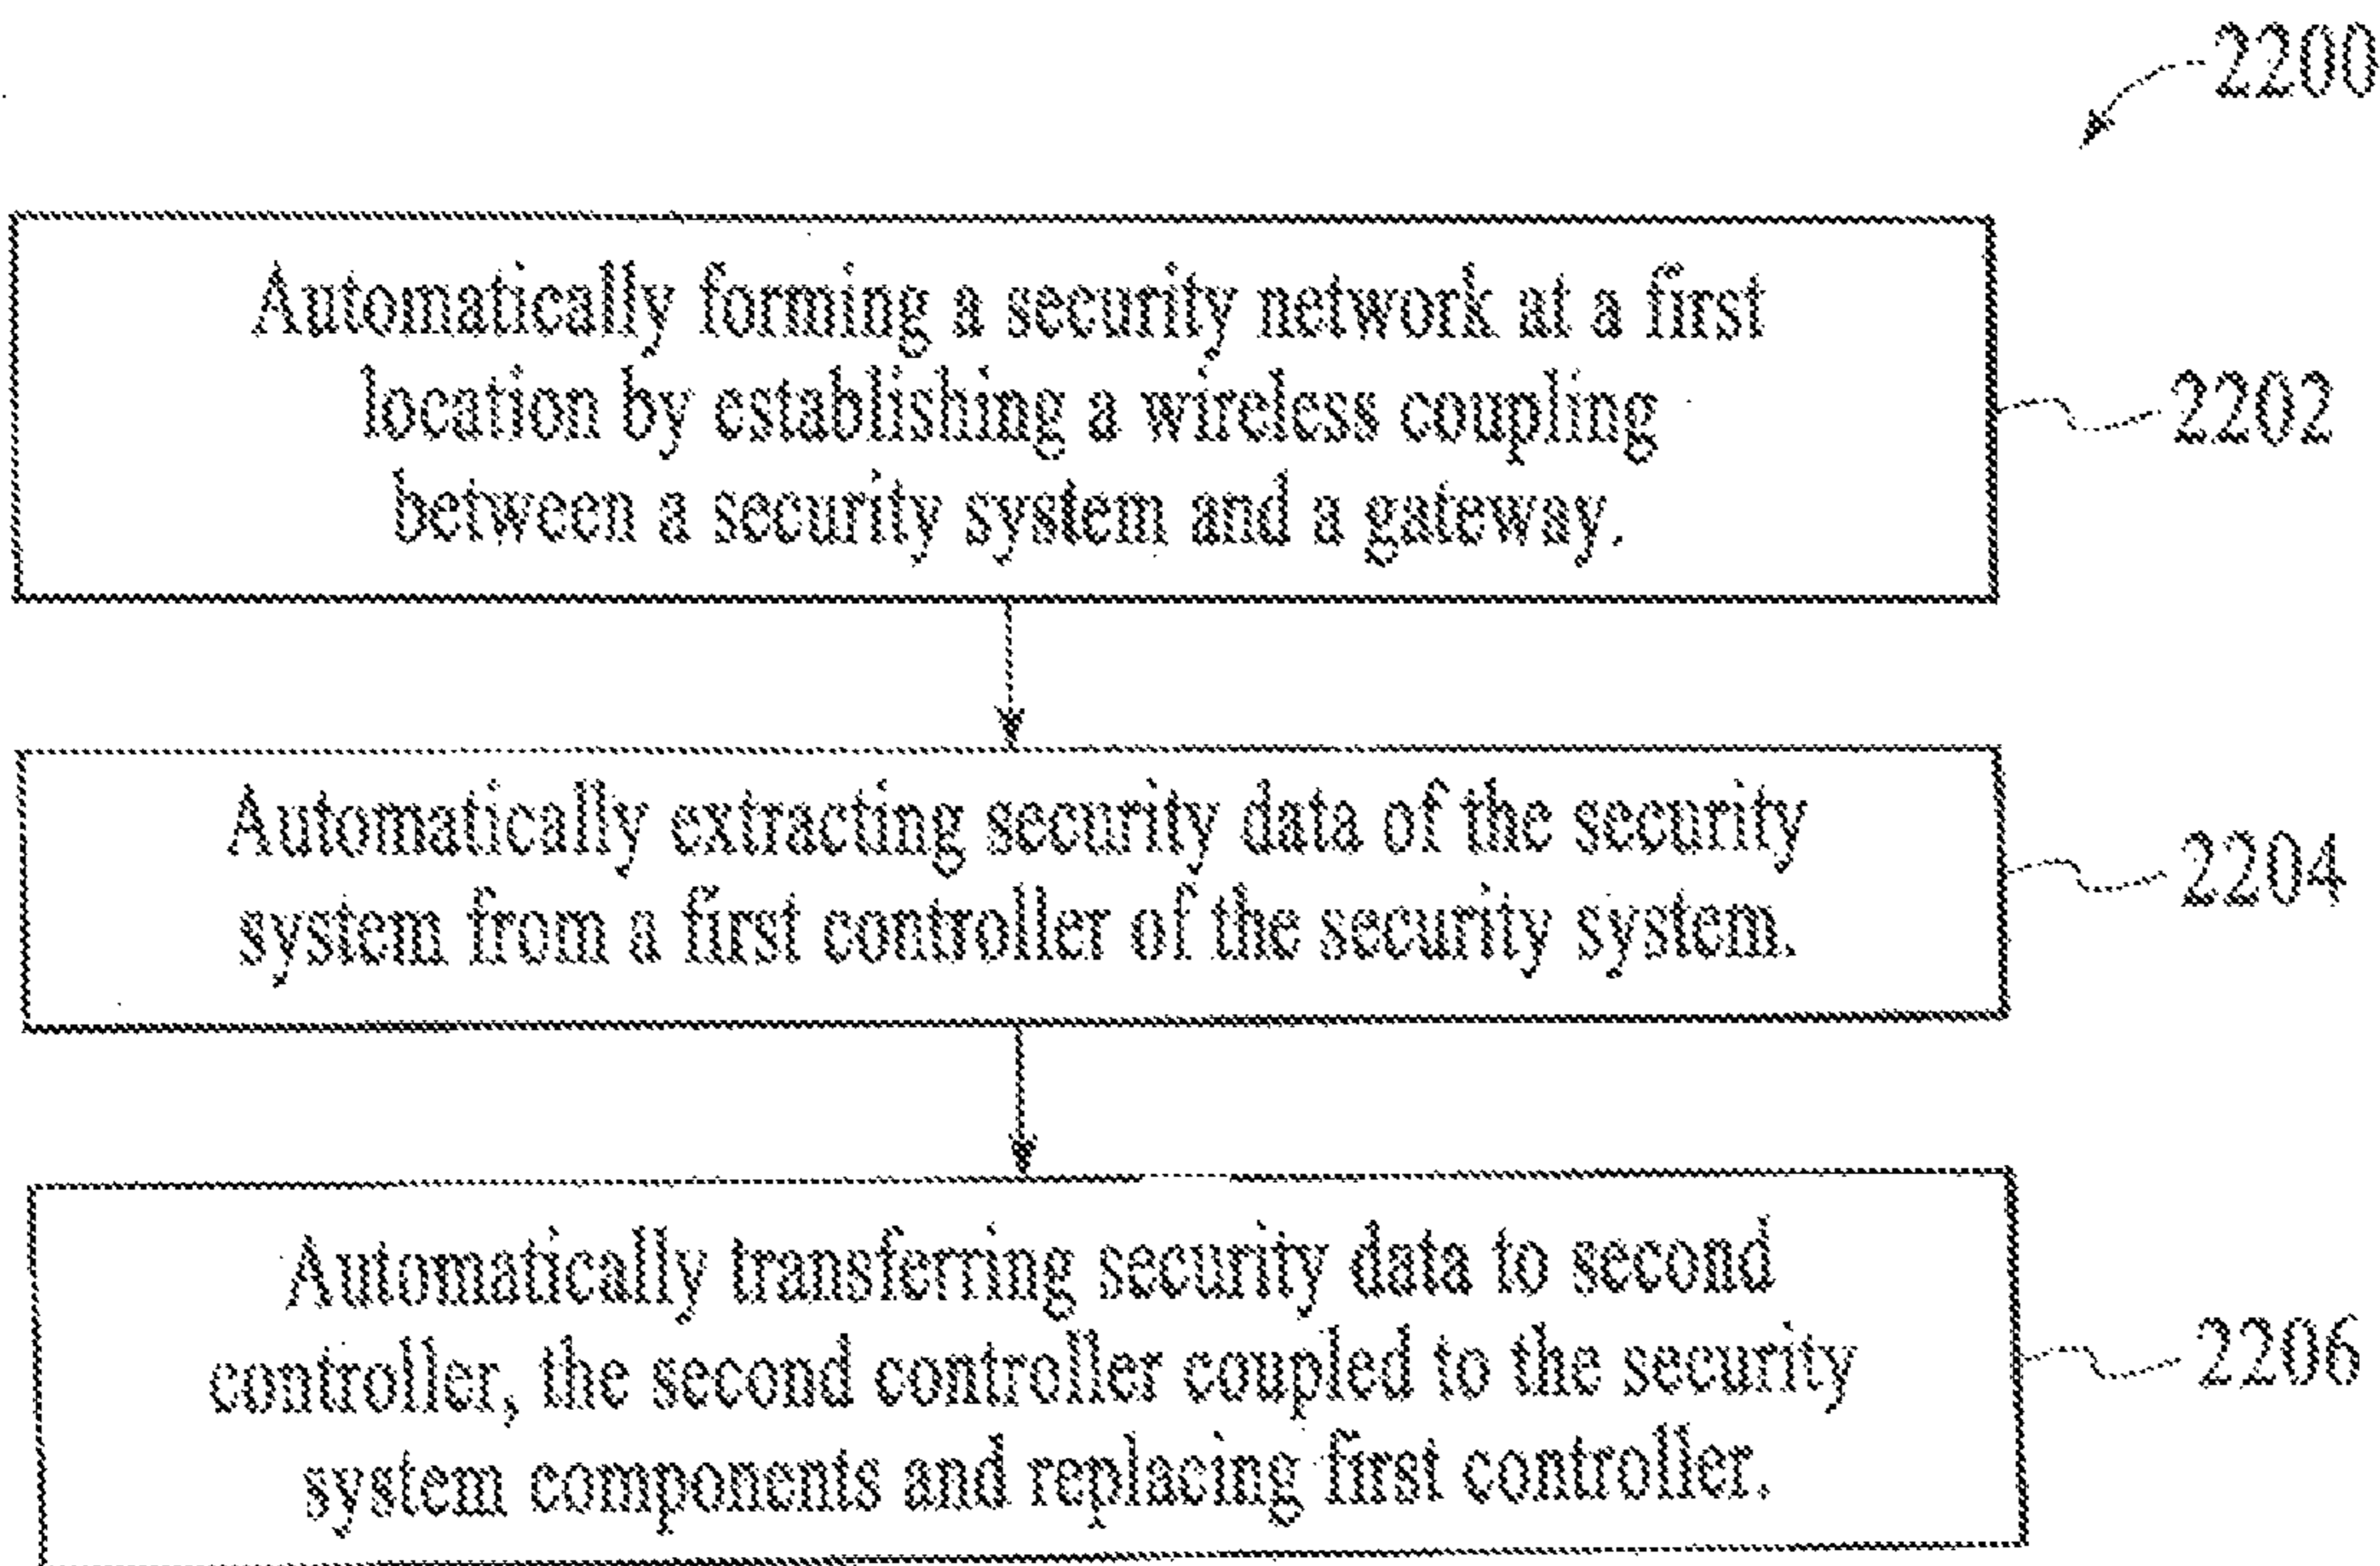 2200
Automatically forming a security network at a first
location by establishing a wireless coupling
between a security system and a gateway.
2202
Automatically extracting security data of the security
system from a first controller of the security system.
2204
Automatically transferring security data to second
controller, the second controller coupled to the security
system components and replacing first controller.
2206